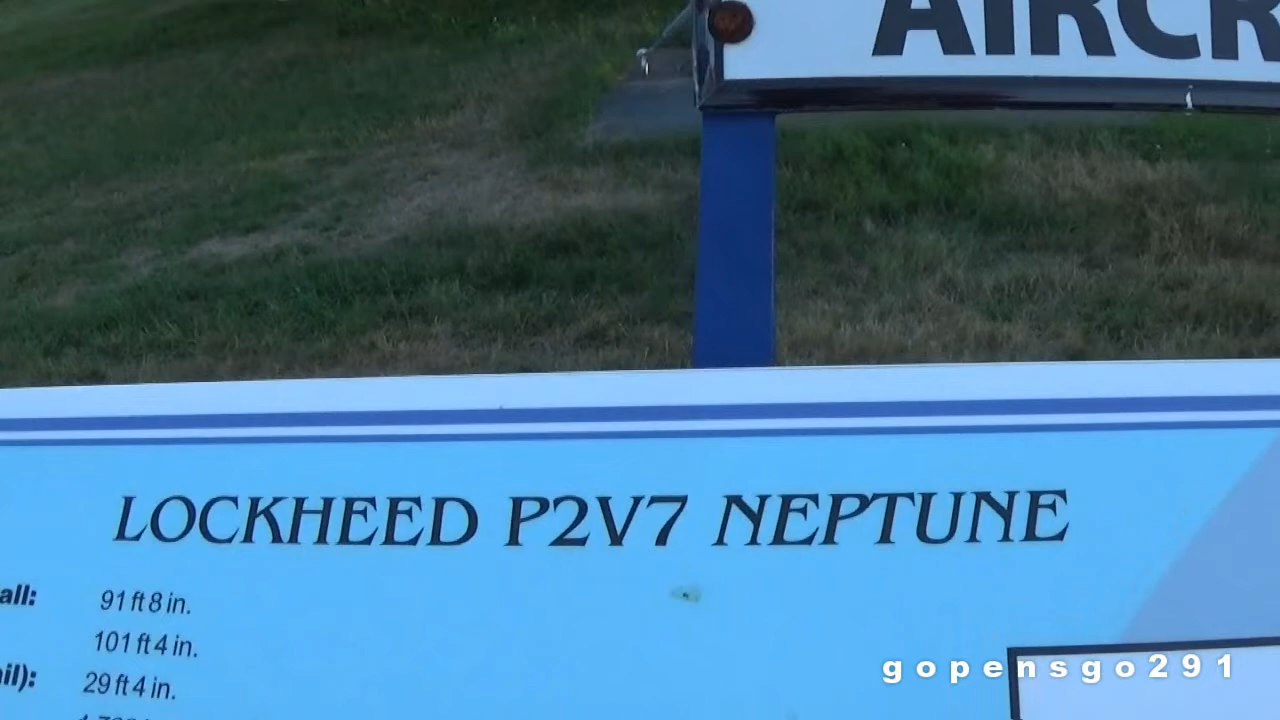 AIRCR
LOCKHEED P2V7 NEPTUNE
all: 91 ft 8 in.
101 ft 4 in.
il): 29 ft 4 in.
gopensgo291